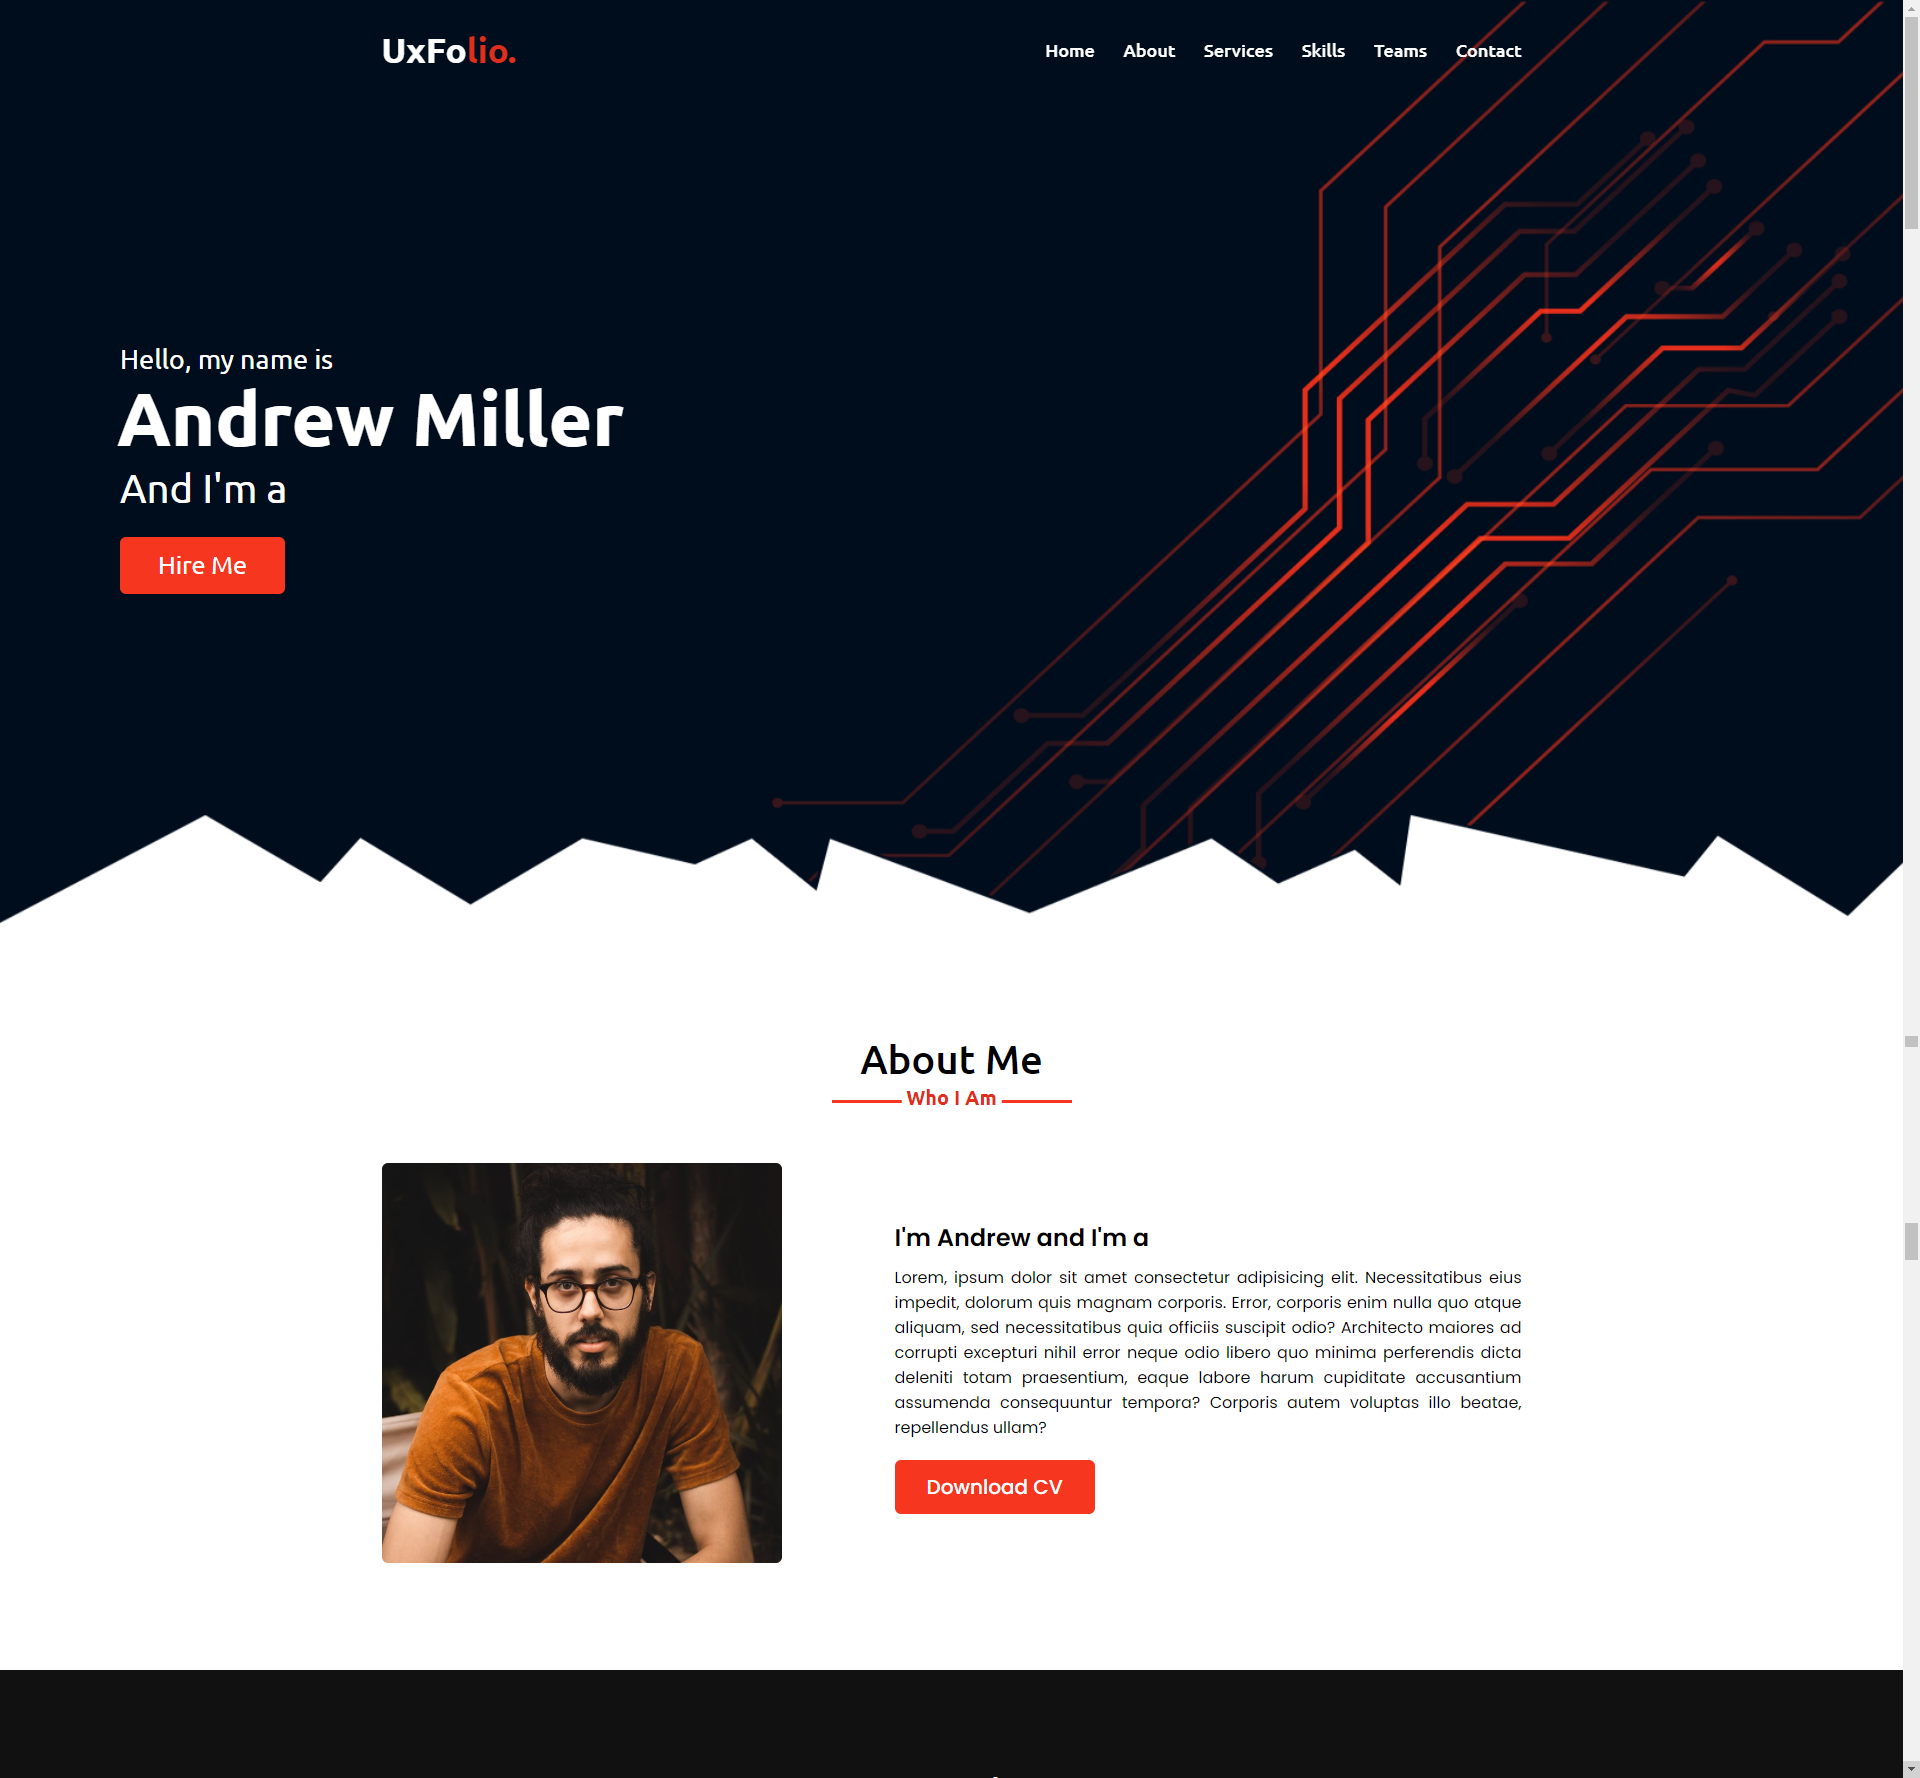 UxFolio.
Home About Services Skills Teams Contact
Hello, my name is
Andrew Miller
And I'm a
Hire Me
About Me
Who I Am
I'm Andrew and I'm a
Lorem, ipsum dolor sit amet consectetur adipisicing elit. Necessitatibus eius
impedit, dolorum quis magnam corporis. Error, corporis enim nulla quo atque
aliquam, sed necessitatibus quia officiis suscipit odio? Architecto maiores ad
corrupti excepturi nihil error neque odio libero quo minima perferendis dicta
deleniti totam praesentium, eaque labore harum cupiditate accusantium
assumenda consequuntur tempora? Corporis autem voluptas illo beatae,
repellendus ullam?
Download CV